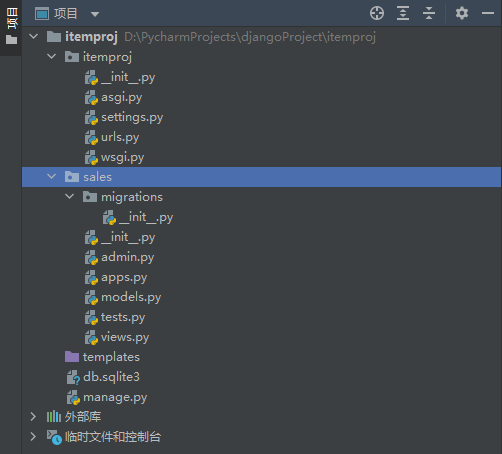 项目
项目
itemproj D:\PycharmProjects\djangoProject\itemproj
itemproj
__init__.py
asgi.py
settings.py
urls.py
wsgi.py
sales
migrations
__init__.py
__init__.py
admin.py
apps.py
models.py
tests.py
views.py
templates
db.sqlite3
manage.py
外部库
临时文件和控制台